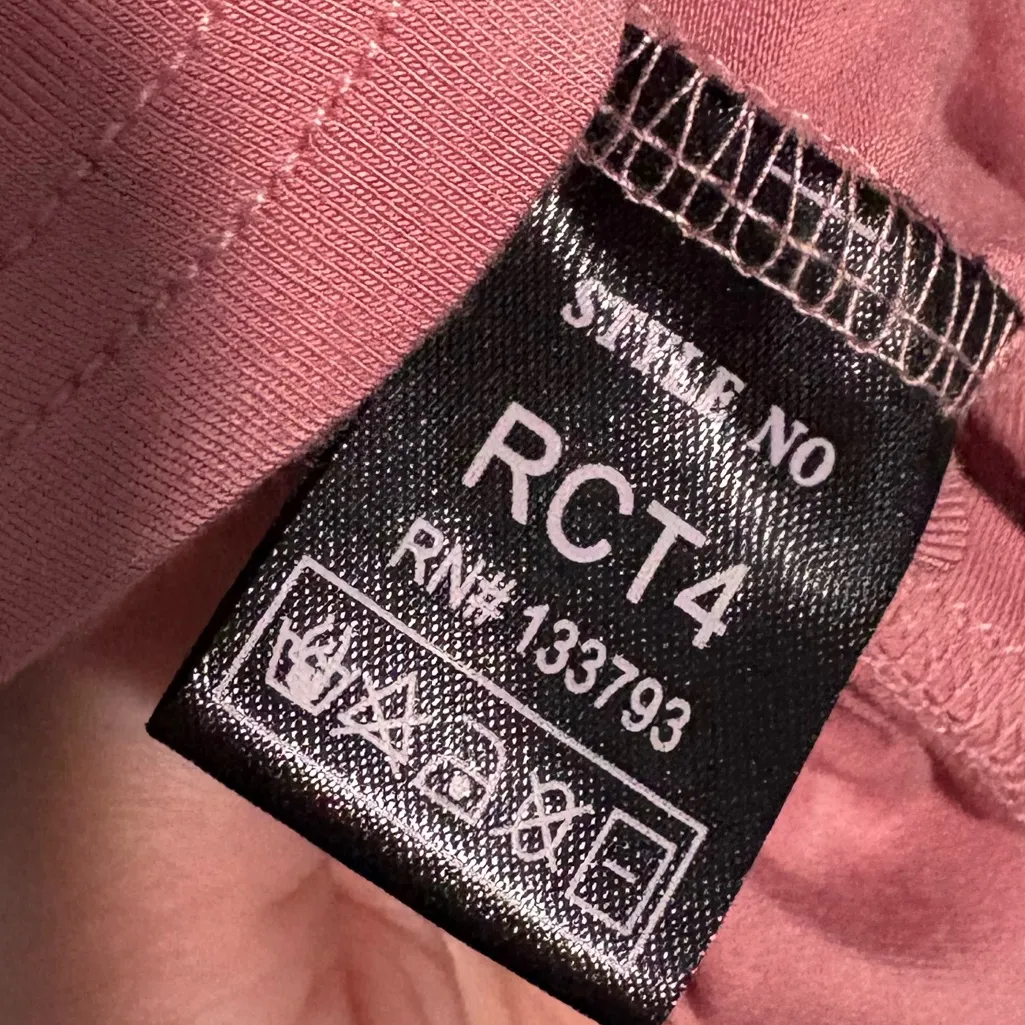 STYLE NO
RCT4
RN# 133793